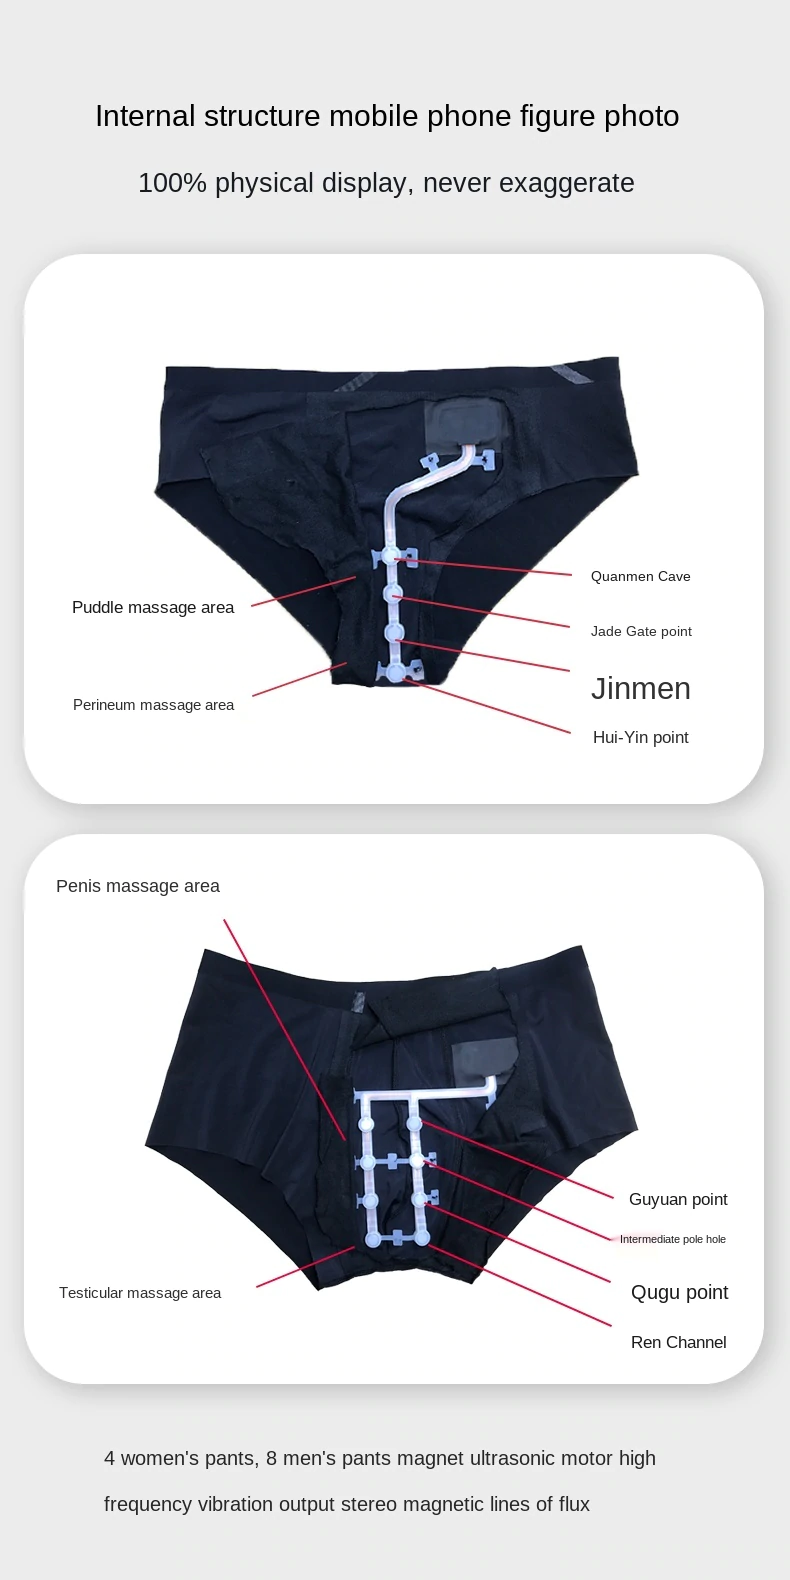 Internal structure mobile phone figure photo
100% physical display, never exaggerate
Quanmen Cave
Puddle massage area
Jade Gate point
Jinmen
Perineum massage area
Hui-Yin point
Penis massage area
Guyuan point
Intermediate pole hole
Testicular massage area
Qugu point
Ren Channel
4 women's pants, 8 men's pants magnet ultrasonic motor high
frequency vibration output stereo magnetic lines of flux